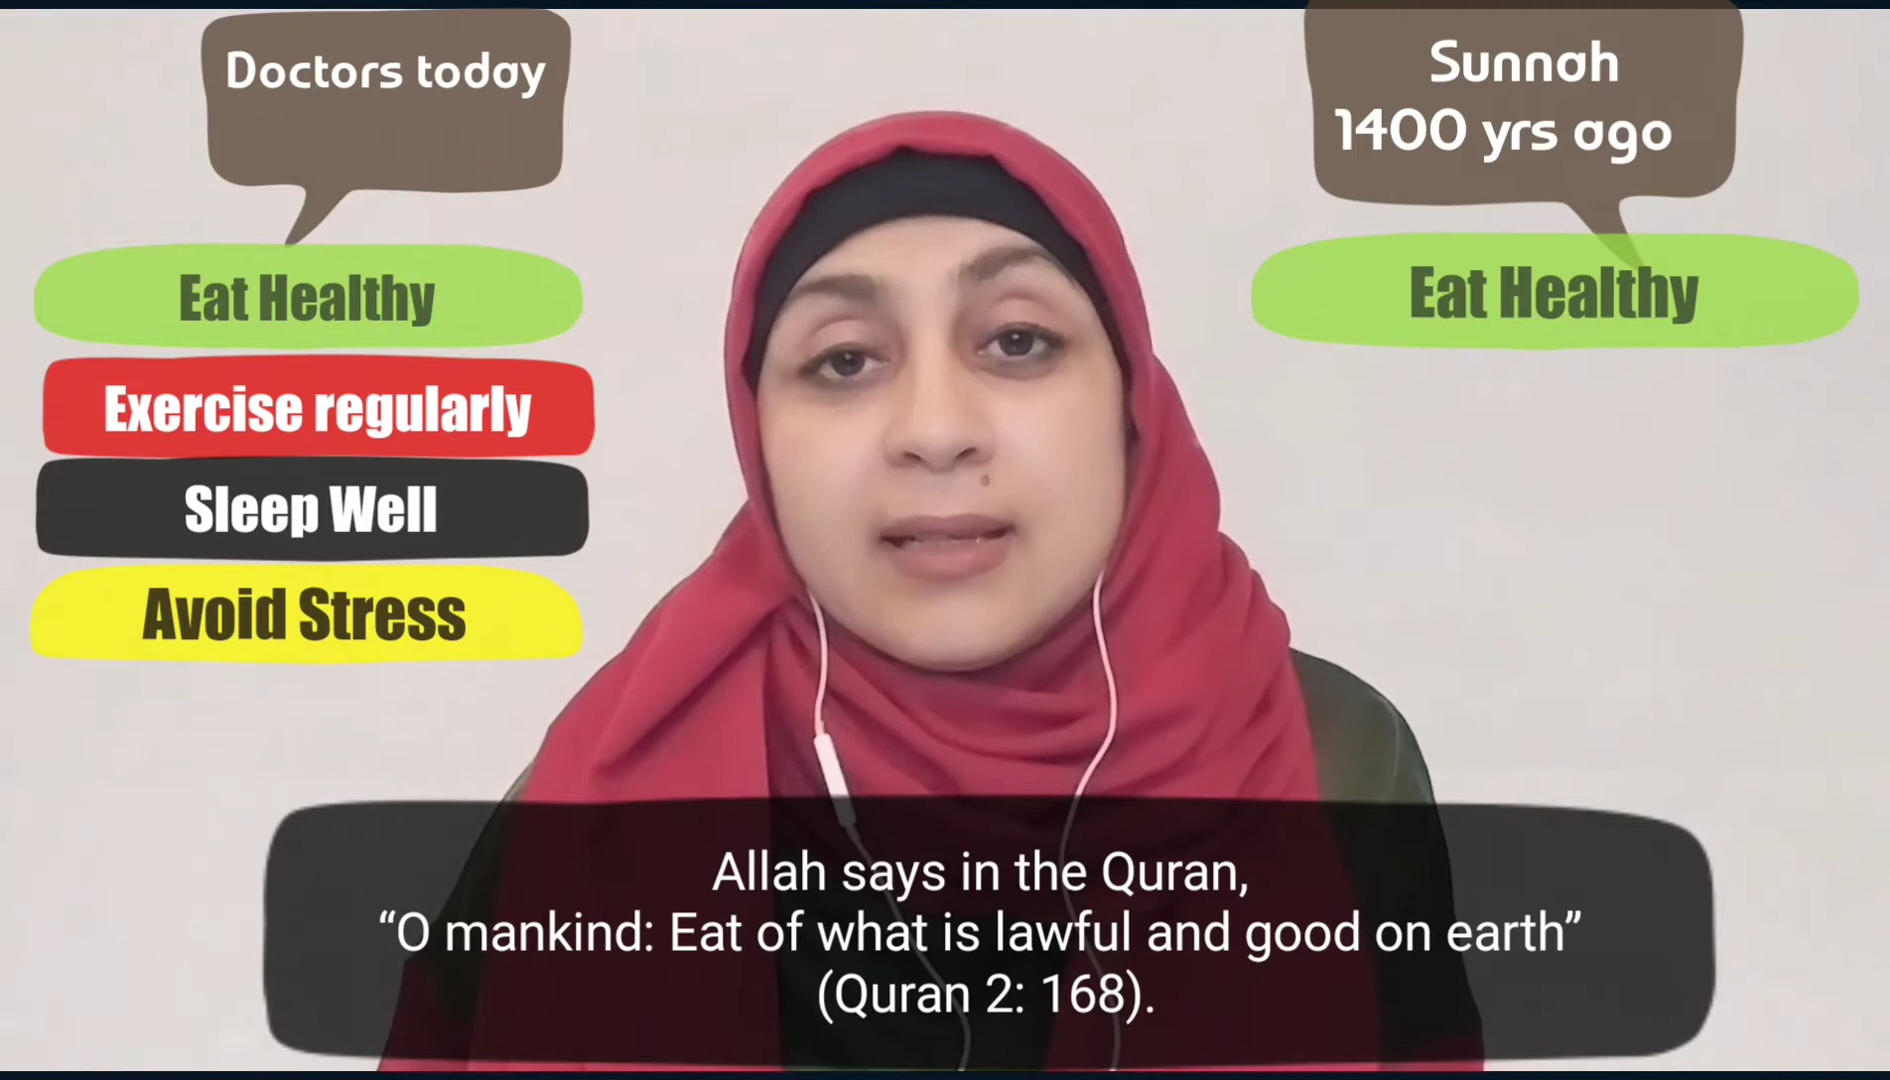 Doctors today
Sunnah
1400 yrs ago
Eat Healthy
Exercise regularly
Sleep Well
Avoid Stress
Eat Healthy
Allah says in the Quran,
“O mankind: Eat of what is lawful and good on earth”
(Quran 2: 168).